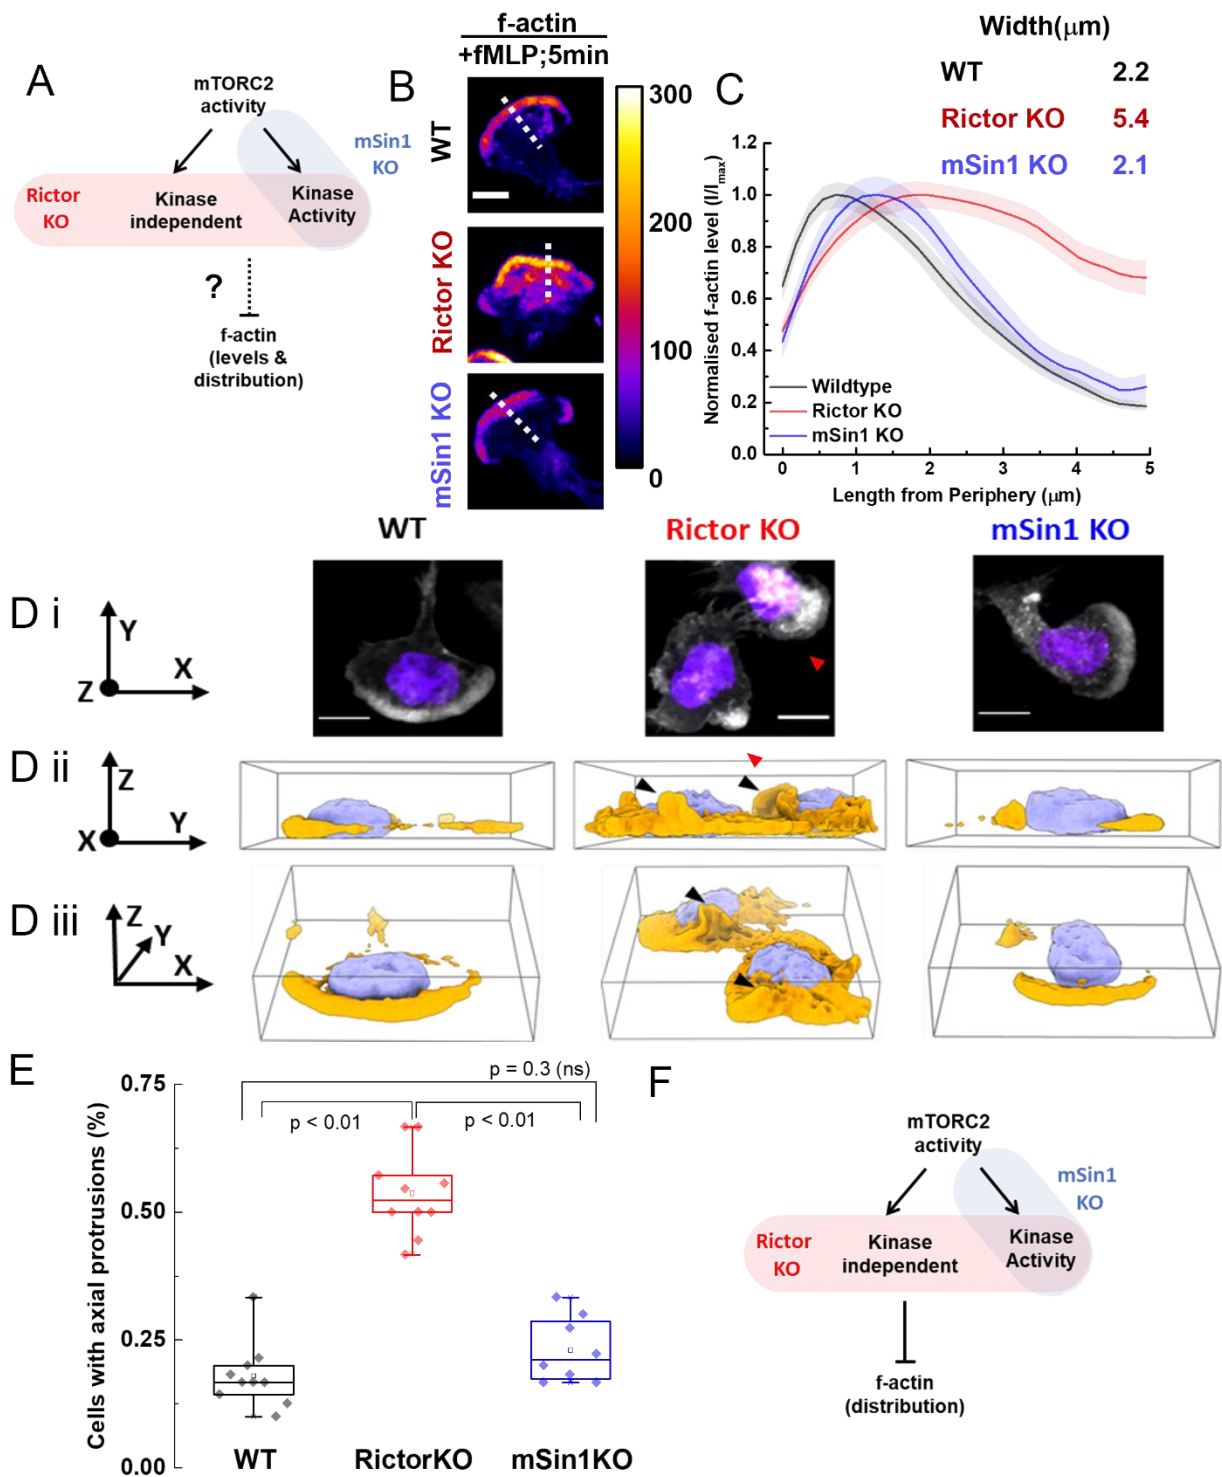 A
mTORC2
activity
mSin1
KO
Rictor
KO
Kinase
independent
Kinase
Activity
?
f-actin
(levels &
distribution)
B
f-actin
+fMLP;5min
WT
Rictor KO
mSin1 KO
300
200
100
0
C
Width(μm)
WT 2.2
Rictor KO 5.4
mSin1 KO 2.1
Normalised f-actin level (I/Imax)
1.2
1.0
0.8
0.6
0.4
0.2
0.0
Wildtype
Rictor KO
mSin1 KO
0 1 2 3 4 5
Length from Periphery (μm)
WT Rictor KO mSin1 KO
D i
Y
X
Z
D ii
Z
X
Y
D iii
Z
Y
X
E
Cells with axial protrusions (%)
0.75
0.50
0.25
0.00
p = 0.3 (ns)
p < 0.01
p < 0.01
WT RictorKO mSin1KO
F
mTORC2
activity
mSin1
KO
Rictor
KO
Kinase
independent
Kinase
Activity
f-actin
(distribution)